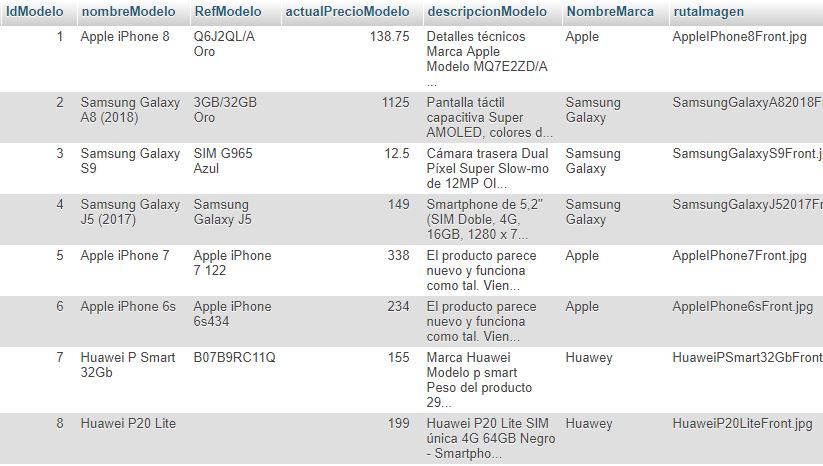 IdModelo nombreModelo RefModelo actualPrecioModelo descripcionModelo NombreMarca rutaImagen
1 Apple iPhone 8 Q6J2QL/A 138.75 Detalles técnicos Apple AppleIPhone8Front.jpg
Oro Marca Apple
Modelo MQ7E2ZD/A
...
2 Samsung Galaxy 3GB/32GB 1125 Pantalla táctil Samsung SamsungGalaxyA82018F
A8 (2018) Oro capacitiva Super Galaxy
AMOLED, colores d...
3 Samsung Galaxy SIM G965 12.5 Cámara trasera Dual Samsung SamsungGalaxyS9Front.j
S9 Azul Píxel Super Slow-mo Galaxy
de 12MP OI...
4 Samsung Galaxy Samsung 149 Smartphone de 5,2" Samsung SamsungGalaxyJ52017Fr
J5 (2017) Galaxy J5 (SIM Doble, 4G, Galaxy
16GB, 1280 x 7...
5 Apple iPhone 7 Apple iPhone 338 El producto parece Apple AppleIPhone7Front.jpg
7 122 nuevo y funciona
como tal. Vien...
6 Apple iPhone 6s Apple iPhone 234 El producto parece Apple AppleIPhone6sFront.jpg
6s434 nuevo y funciona
como tal. Vien...
7 Huawei P Smart B07B9RC11Q 155 Marca Huawei Huawey HuaweiPSmart32GbFront
32Gb Modelo p smart
Peso del producto
29...
8 Huawei P20 Lite 199 Huawei P20 Lite SIM Huawey HuaweiP20LiteFront.jpg
única 4G 64GB Negro
- Smartpho...